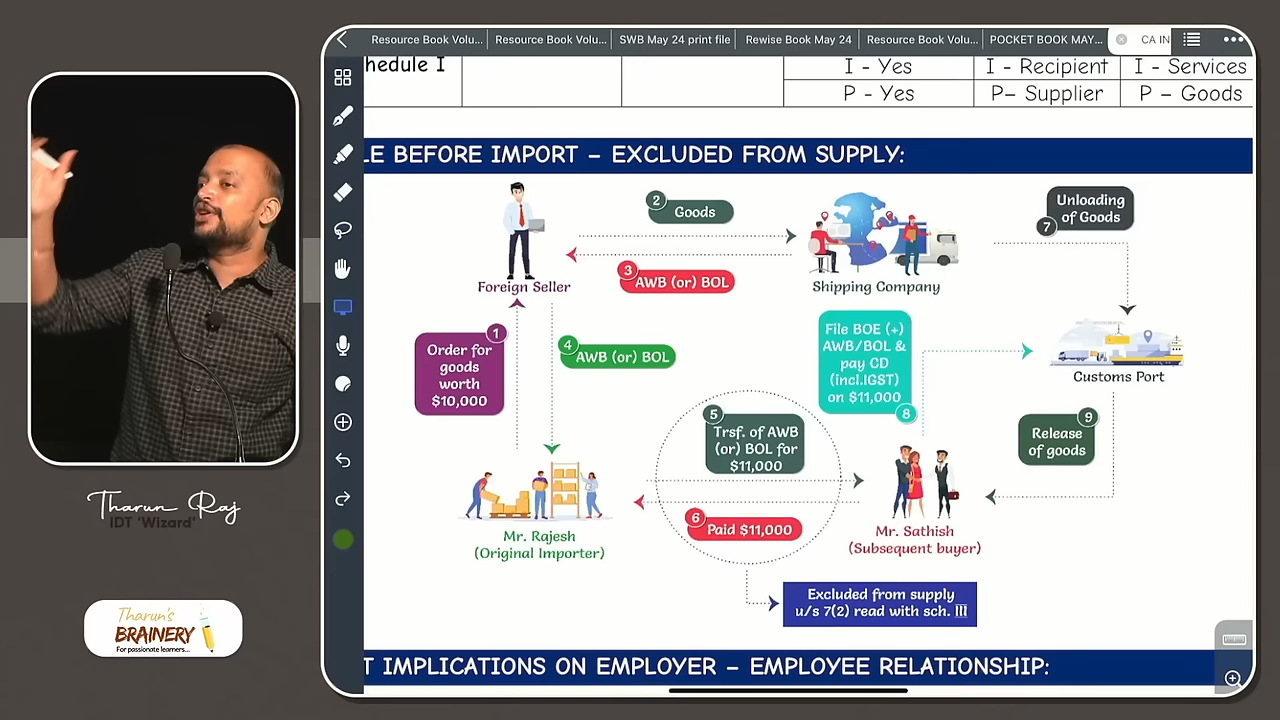 Resource Book Volu...
Resource Book Volu...
SWB May 24 print file
Rewise Book May 24
Resource Book Volu...
POCKET BOOK MAY...
CA IN
hedule I
I - Yes
I - Recipient
I - Services
P - Yes
P– Supplier
P – Goods
LE BEFORE IMPORT – EXCLUDED FROM SUPPLY:
2
Goods
Unloading
of Goods
7
3
AWB (or) BOL
Foreign Seller
Shipping Company
1
Order for
goods
worth
$10,000
4
AWB (or) BOL
File BOE (+)
AWB/BOL &
pay CD
(incl.IGST)
on $11,000
8
Customs Port
5
Trsf. of AWB
(or) BOL for
$11,000
9
Release
of goods
6
Paid $11,000
Mr. Rajesh
(Original Importer)
Mr. Sathish
(Subsequent buyer)
Excluded from supply
u/s 7(2) read with sch. III
T IMPLICATIONS ON EMPLOYER – EMPLOYEE RELATIONSHIP:
Tharun Raj
IDT 'Wizard'
Tharun's
BRAINERY
For passionate learners...